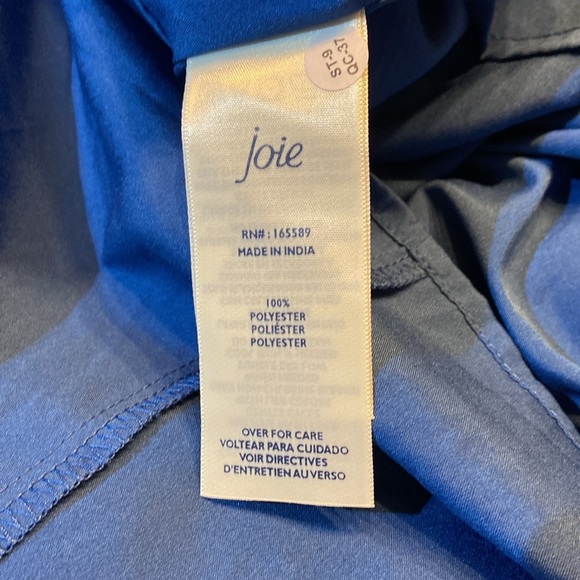 ST-9
QC-37
joie
RN#: 165589
MADE IN INDIA
100%
POLYESTER
POLIÉSTER
POLYESTER
OVER FOR CARE
VOLTEAR PARA CUIDADO
VOIR DIRECTIVES
D'ENTRETIEN AU VERSO